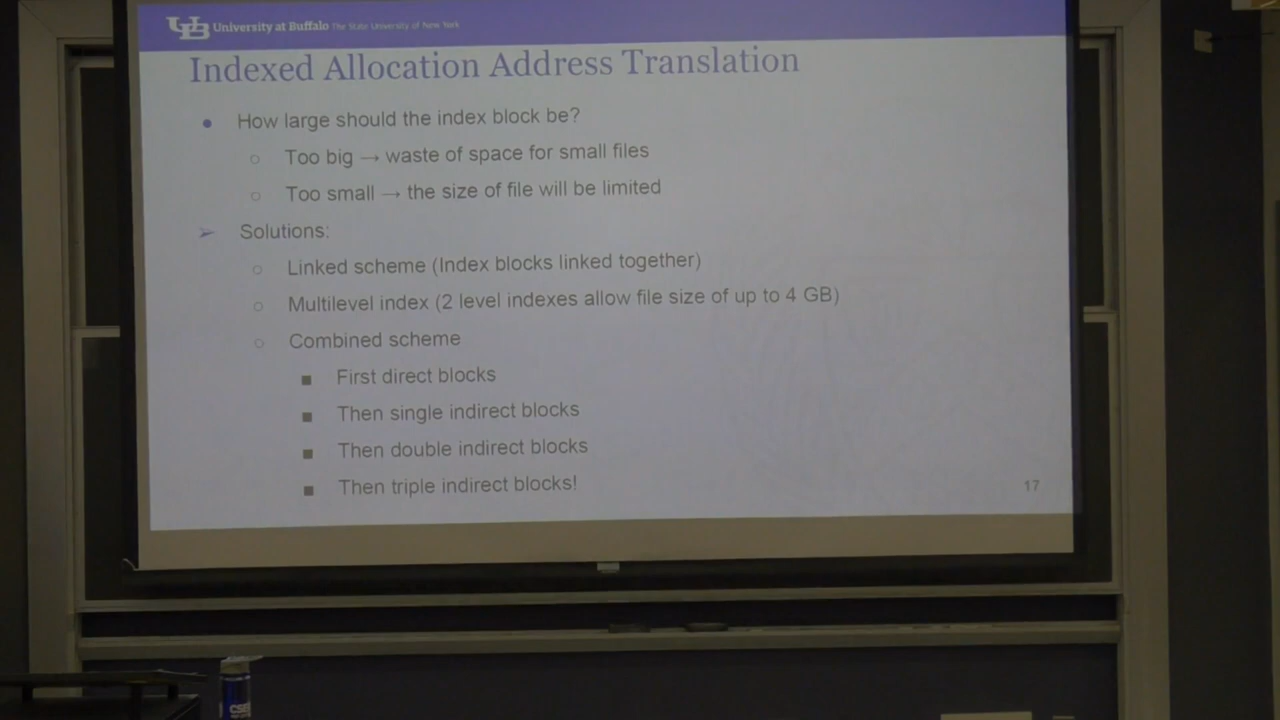 UB University at Buffalo The State University of New York
Indexed Allocation Address Translation
● How large should the index block be?
○ Too big → waste of space for small files
○ Too small → the size of file will be limited
➢ Solutions:
○ Linked scheme (Index blocks linked together)
○ Multilevel index (2 level indexes allow file size of up to 4 GB)
○ Combined scheme
■ First direct blocks
■ Then single indirect blocks
■ Then double indirect blocks
■ Then triple indirect blocks!
17
CSE